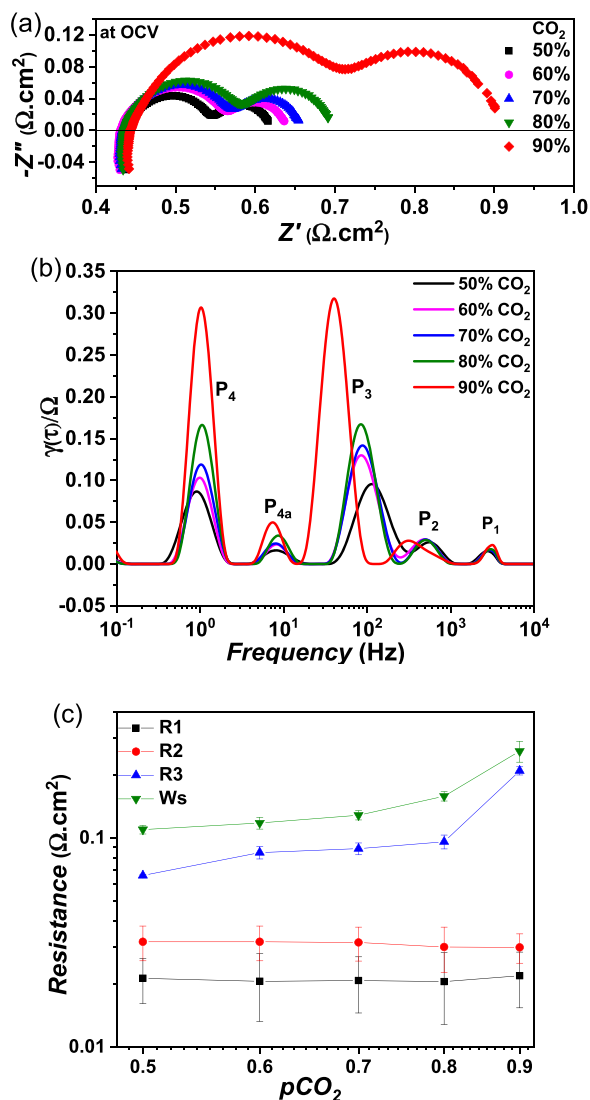 (a)
at OCV
CO2
50%
60%
70%
80%
90%
0.12
0.08
0.04
0.00
-0.04
-Z″ (Ω.cm²)
0.4 0.5 0.6 0.7 0.8 0.9 1.0
Z′ (Ω.cm²)
(b)
50% CO2
60% CO2
70% CO2
80% CO2
90% CO2
P4
P4a
P3
P2
P1
0.35
0.30
0.25
0.20
0.15
0.10
0.05
0.00
-0.05
γ(τ)/Ω
10⁻¹ 10⁰ 10¹ 10² 10³ 10⁴
Frequency (Hz)
(c)
R1
R2
R3
Ws
0.1
0.01
Resistance (Ω.cm²)
0.5 0.6 0.7 0.8 0.9
pCO2